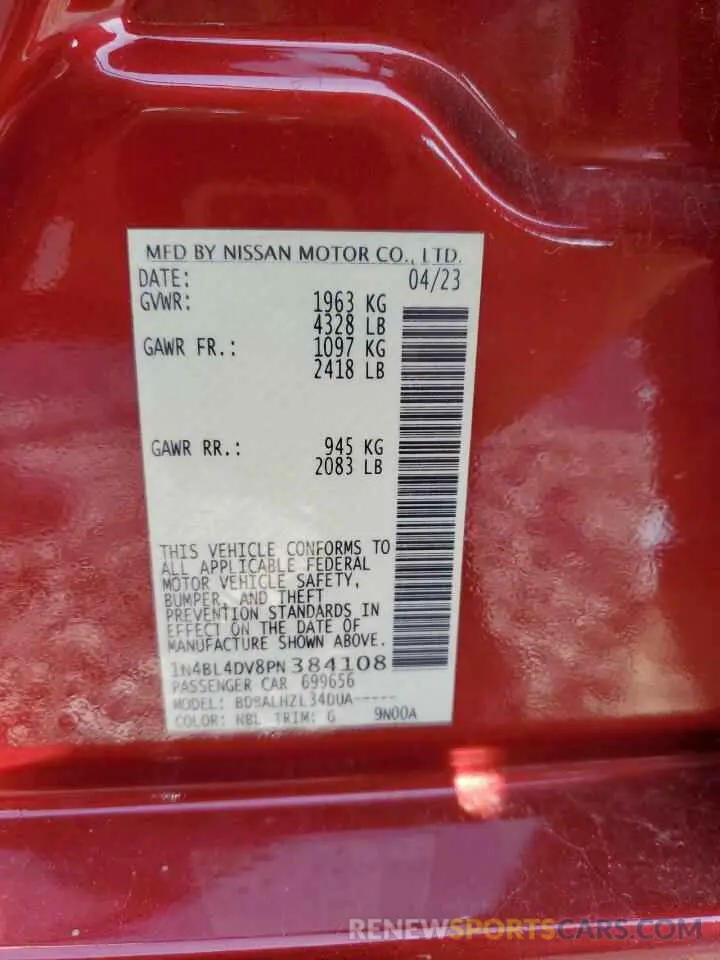 MFD BY NISSAN MOTOR CO., LTD.
DATE: 04/23
GVWR: 1963 KG
4328 LB
GAWR FR.: 1097 KG
2418 LB
GAWR RR.: 945 KG
2083 LB
THIS VEHICLE CONFORMS TO
ALL APPLICABLE FEDERAL
MOTOR VEHICLE SAFETY,
BUMPER, AND THEFT
PREVENTION STANDARDS IN
EFFECT ON THE DATE OF
MANUFACTURE SHOWN ABOVE.
1N4BL4DV8PN384108
PASSENGER CAR 699656
MODEL:
COLOR: NBL TRIM: G 9N00A
RENEWSPORTSCARS.COM